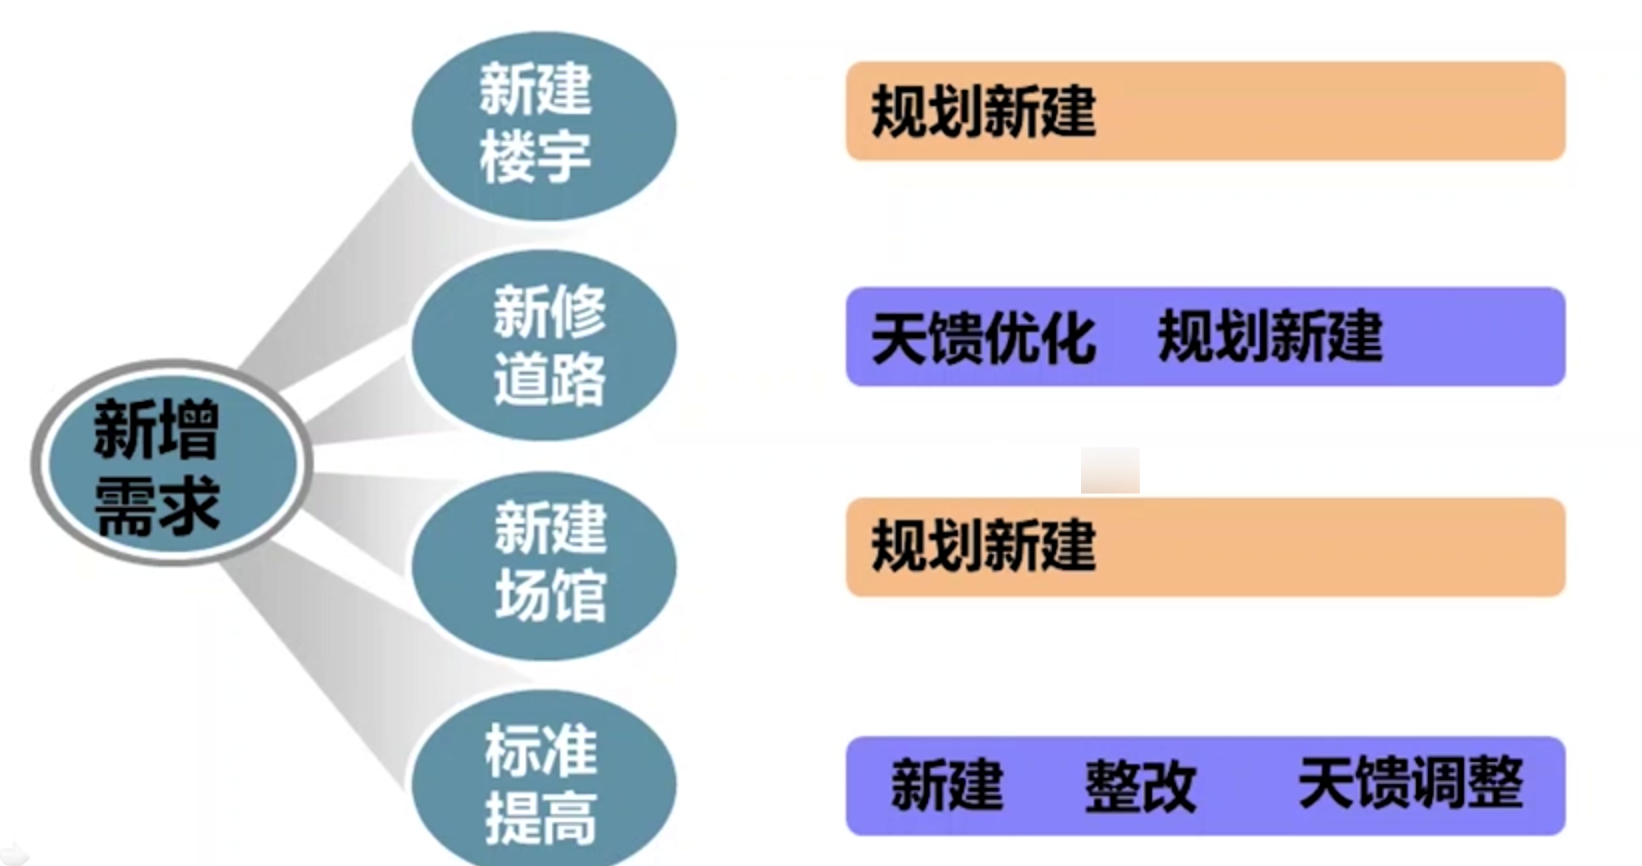 新建
楼宇
规划新建
新修
道路
天馈优化 规划新建
新增
需求
新建
场馆
规划新建
标准
提高
新建 整改 天馈调整